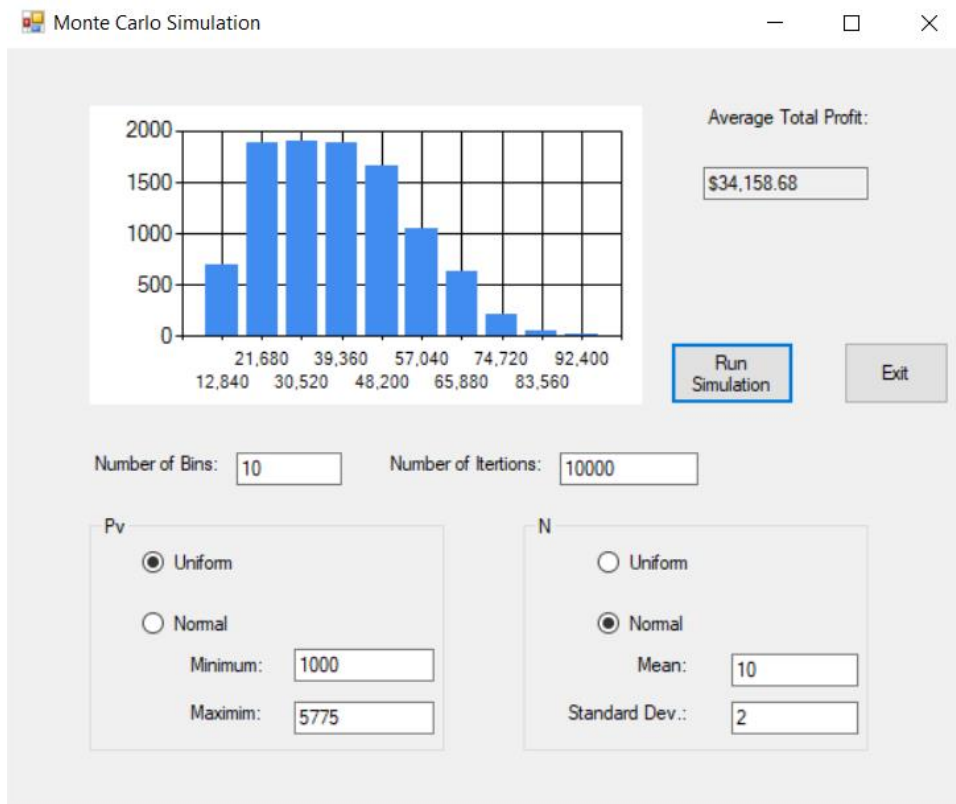 Monte Carlo Simulation
Average Total Profit:
$34,158.68
2000
1500
1000
500
0
21,680 39,360 57,040 74,720 92,400
12,840 30,520 48,200 65,880 83,560
Run
Simulation
Exit
Number of Bins: 10 Number of Itertions: 10000
Pv
Uniform
Normal
Minimum: 1000
Maximim: 5775
N
Uniform
Normal
Mean: 10
Standard Dev.: 2